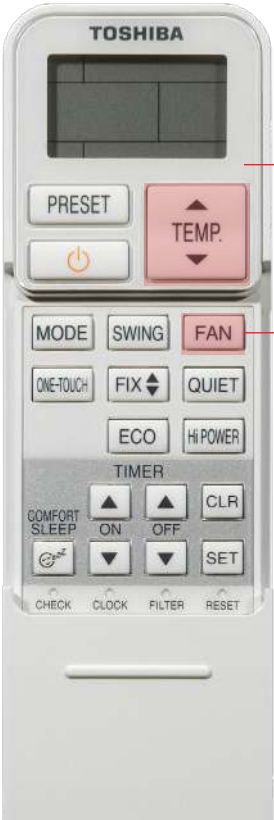 TOSHIBA
PRESET
TEMP.
MODE SWING FAN
ONE-TOUCH FIX QUIET
ECO Hi POWER
TIMER
COMFORT
SLEEP ON OFF CLR
SET
CHECK CLOCK FILTER RESET